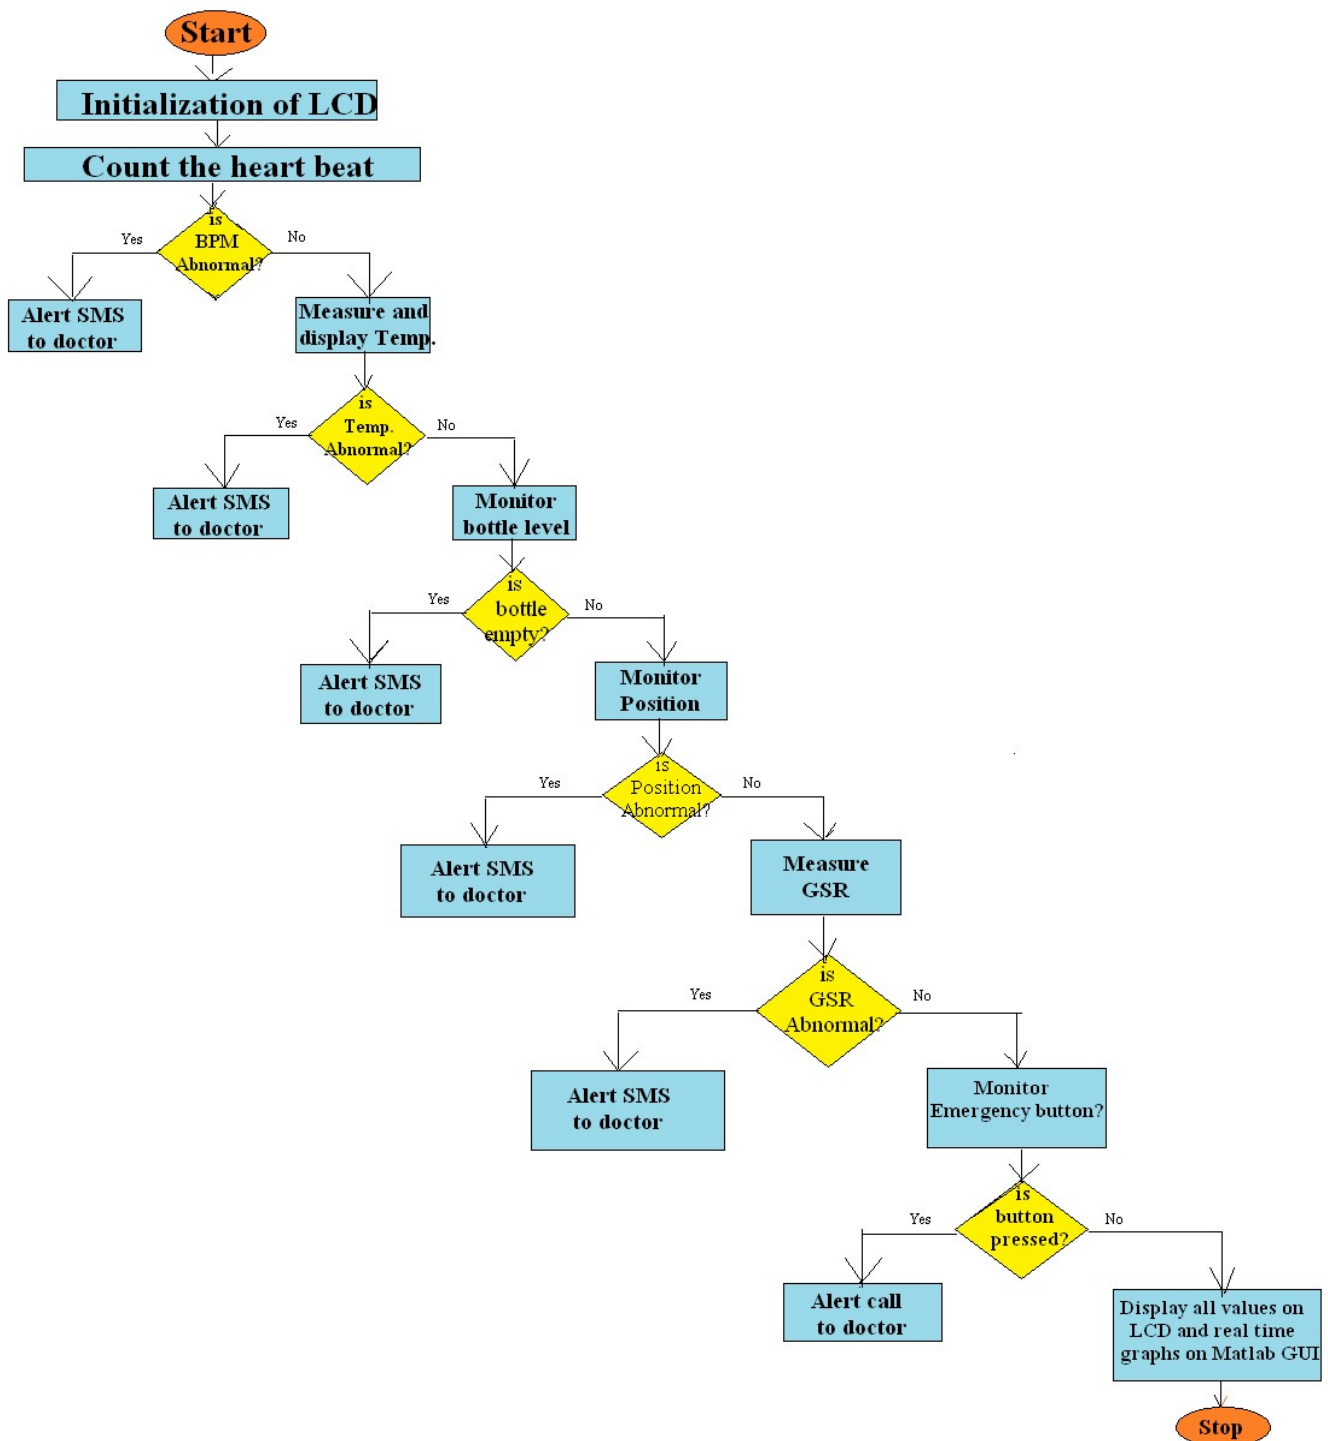 Start
Initialization of LCD
Count the heart beat
is
BPM
Abnormal?
Yes
No
Alert SMS
to doctor
Measure and
display Temp.
is
Temp.
Abnormal?
Yes
No
Alert SMS
to doctor
Monitor
bottle level
is
bottle
empty?
Yes
No
Alert SMS
to doctor
Monitor
Position
is
Position
Abnormal?
Yes
No
Alert SMS
to doctor
Measure
GSR
is
GSR
Abnormal?
Yes
No
Alert SMS
to doctor
Monitor
Emergency button?
is
button
pressed?
Yes
No
Alert call
to doctor
Display all values on
LCD and real time
graphs on Matlab GUI
Stop